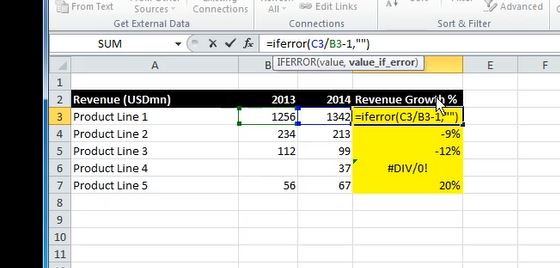 From Text Sources Connections All Edit Links Advanced
Get External Data Connections Sort & Filter
SUM =iferror(C3/B3-1,"")
IFERROR(value, value_if_error)
A B E F G
1
2 Revenue (USDmn) 2013 2014 Revenue Growth %
3 Product Line 1 1256 1342 =iferror(C3/B3-1,"")
4 Product Line 2 234 213 -9%
5 Product Line 3 112 99 -12%
6 Product Line 4 37 #DIV/0!
7 Product Line 5 56 67 20%
8
9
10
11